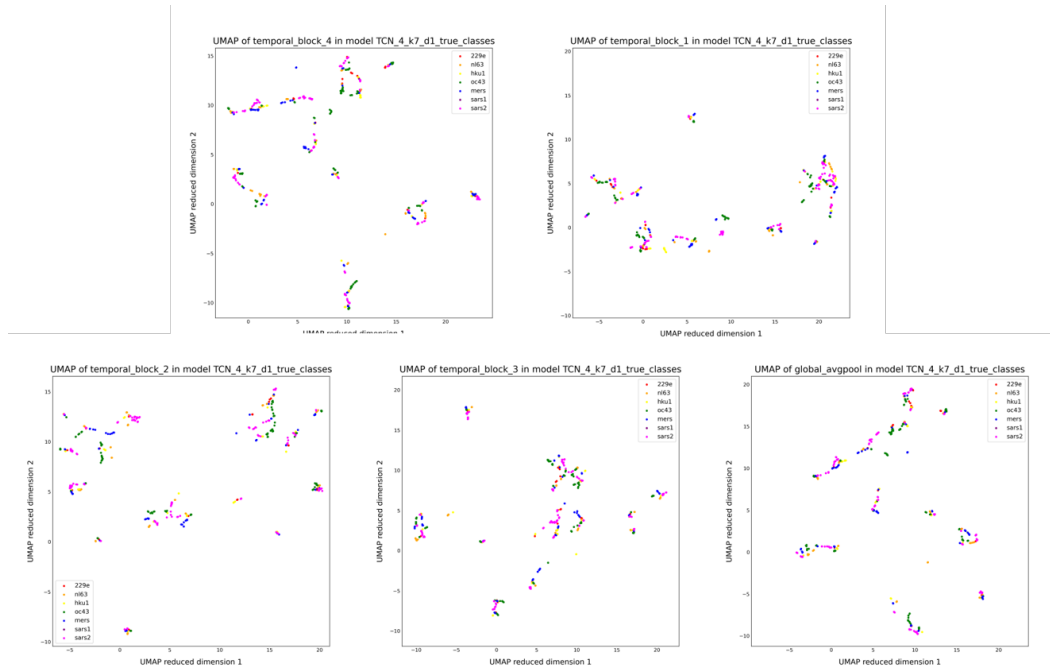 UMAP of temporal_block_4 in model TCN_4_k7_d1_true_classes
UMAP reduced dimension 2
15
10
5
0
−5
−10
229e
nl63
hku1
oc43
mers
sars1
sars2
0
5
10
15
20
UMAP reduced dimension 1
UMAP of temporal_block_1 in model TCN_4_k7_d1_true_classes
UMAP reduced dimension 2
20
15
10
5
0
−5
−10
229e
nl63
hku1
oc43
mers
sars1
sars2
−5
0
5
10
15
20
UMAP reduced dimension 1
UMAP of temporal_block_2 in model TCN_4_k7_d1_true_classes
UMAP reduced dimension 2
15
10
5
0
−5
−10
229e
nl63
hku1
oc43
mers
sars1
sars2
−5
0
5
10
15
20
UMAP reduced dimension 1
UMAP of temporal_block_3 in model TCN_4_k7_d1_true_classes
UMAP reduced dimension 2
20
15
10
5
0
−5
−10
229e
nl63
hku1
oc43
mers
sars1
sars2
−10
−5
0
5
10
15
20
UMAP reduced dimension 1
UMAP of global_avgpool in model TCN_4_k7_d1_true_classes
UMAP reduced dimension 2
20
15
10
5
0
−5
−10
229e
nl63
hku1
oc43
mers
sars1
sars2
−10
−5
0
5
10
15
20
UMAP reduced dimension 1